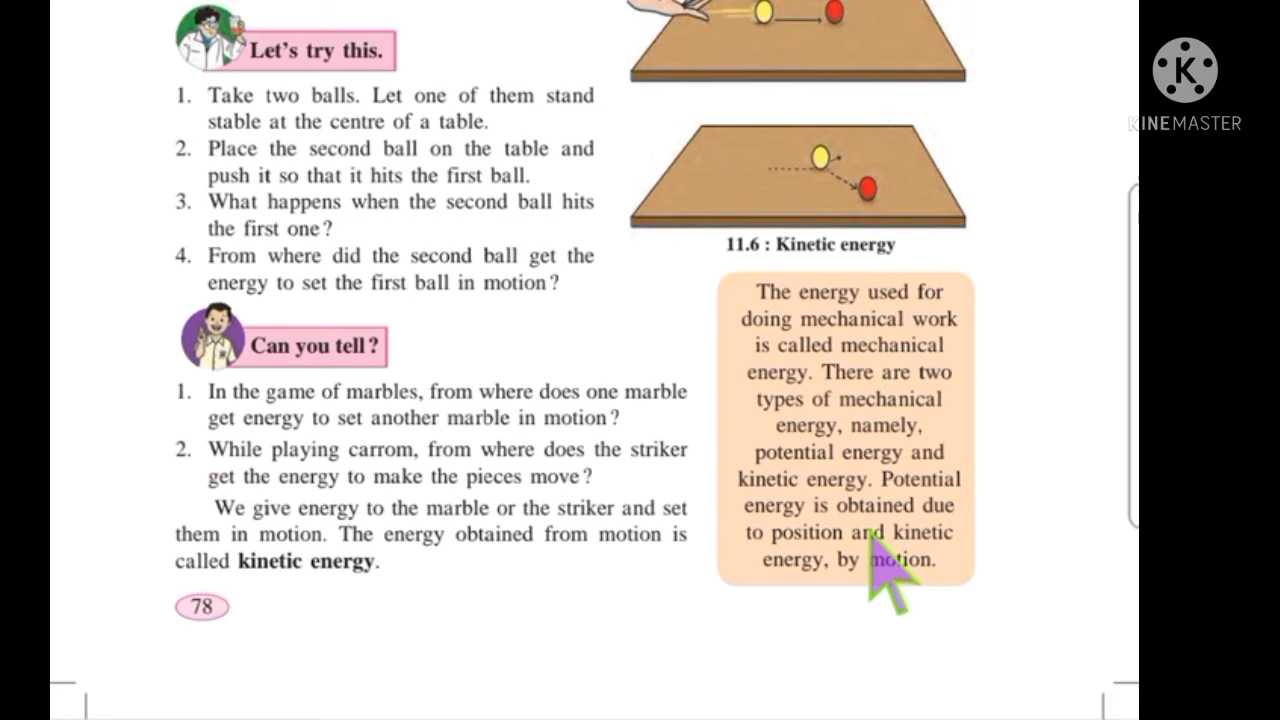 Let's try this.
1. Take two balls. Let one of them stand
stable at the centre of a table.
2. Place the second ball on the table and
push it so that it hits the first ball.
3. What happens when the second ball hits
the first one?
4. From where did the second ball get the
energy to set the first ball in motion?
Can you tell?
1. In the game of marbles, from where does one marble
get energy to set another marble in motion?
2. While playing carrom, from where does the striker
get the energy to make the pieces move?
We give energy to the marble or the striker and set
them in motion. The energy obtained from motion is
called kinetic energy.
78
11.6 : Kinetic energy
The energy used for
doing mechanical work
is called mechanical
energy. There are two
types of mechanical
energy, namely,
potential energy and
kinetic energy. Potential
energy is obtained due
to position and kinetic
energy, by motion.
K
KINEMASTER